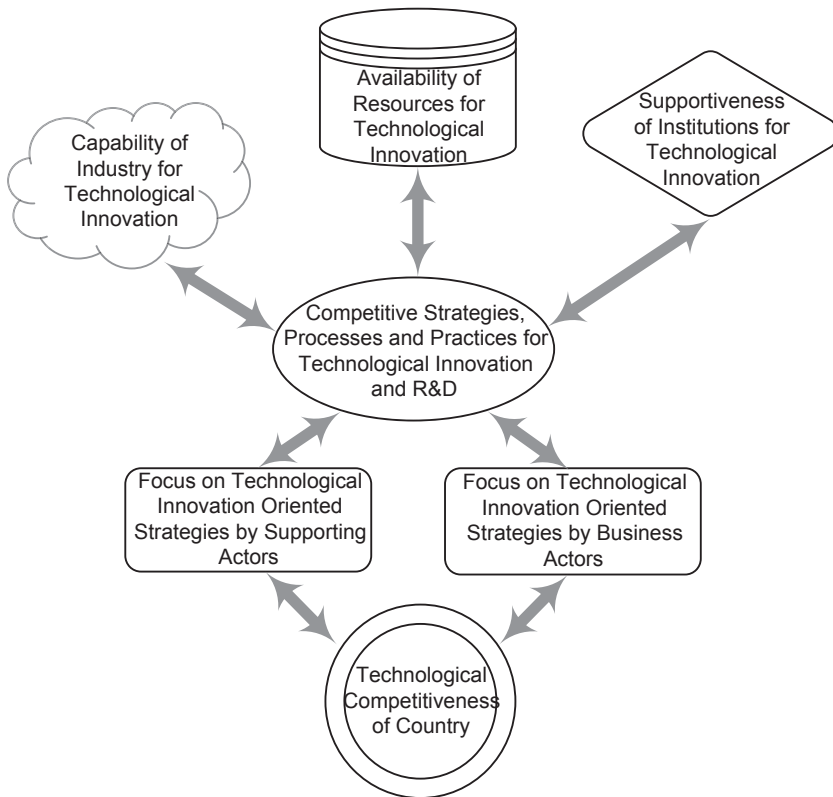 Capability of
Industry for
Technological
Innovation
Availability of
Resources for
Technological
Innovation
Supportiveness
of Institutions for
Technological
Innovation
Competitive Strategies,
Processes and Practices for
Technological Innovation
and R&D
Focus on Technological
Innovation Oriented
Strategies by Supporting
Actors
Focus on Technological
Innovation Oriented
Strategies by Business
Actors
Technological
Competitiveness
of Country